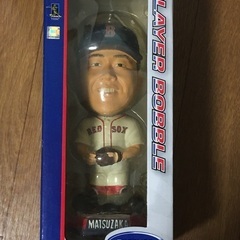 PLAYER BOBBLE
RED SOX
MATSUZAKA